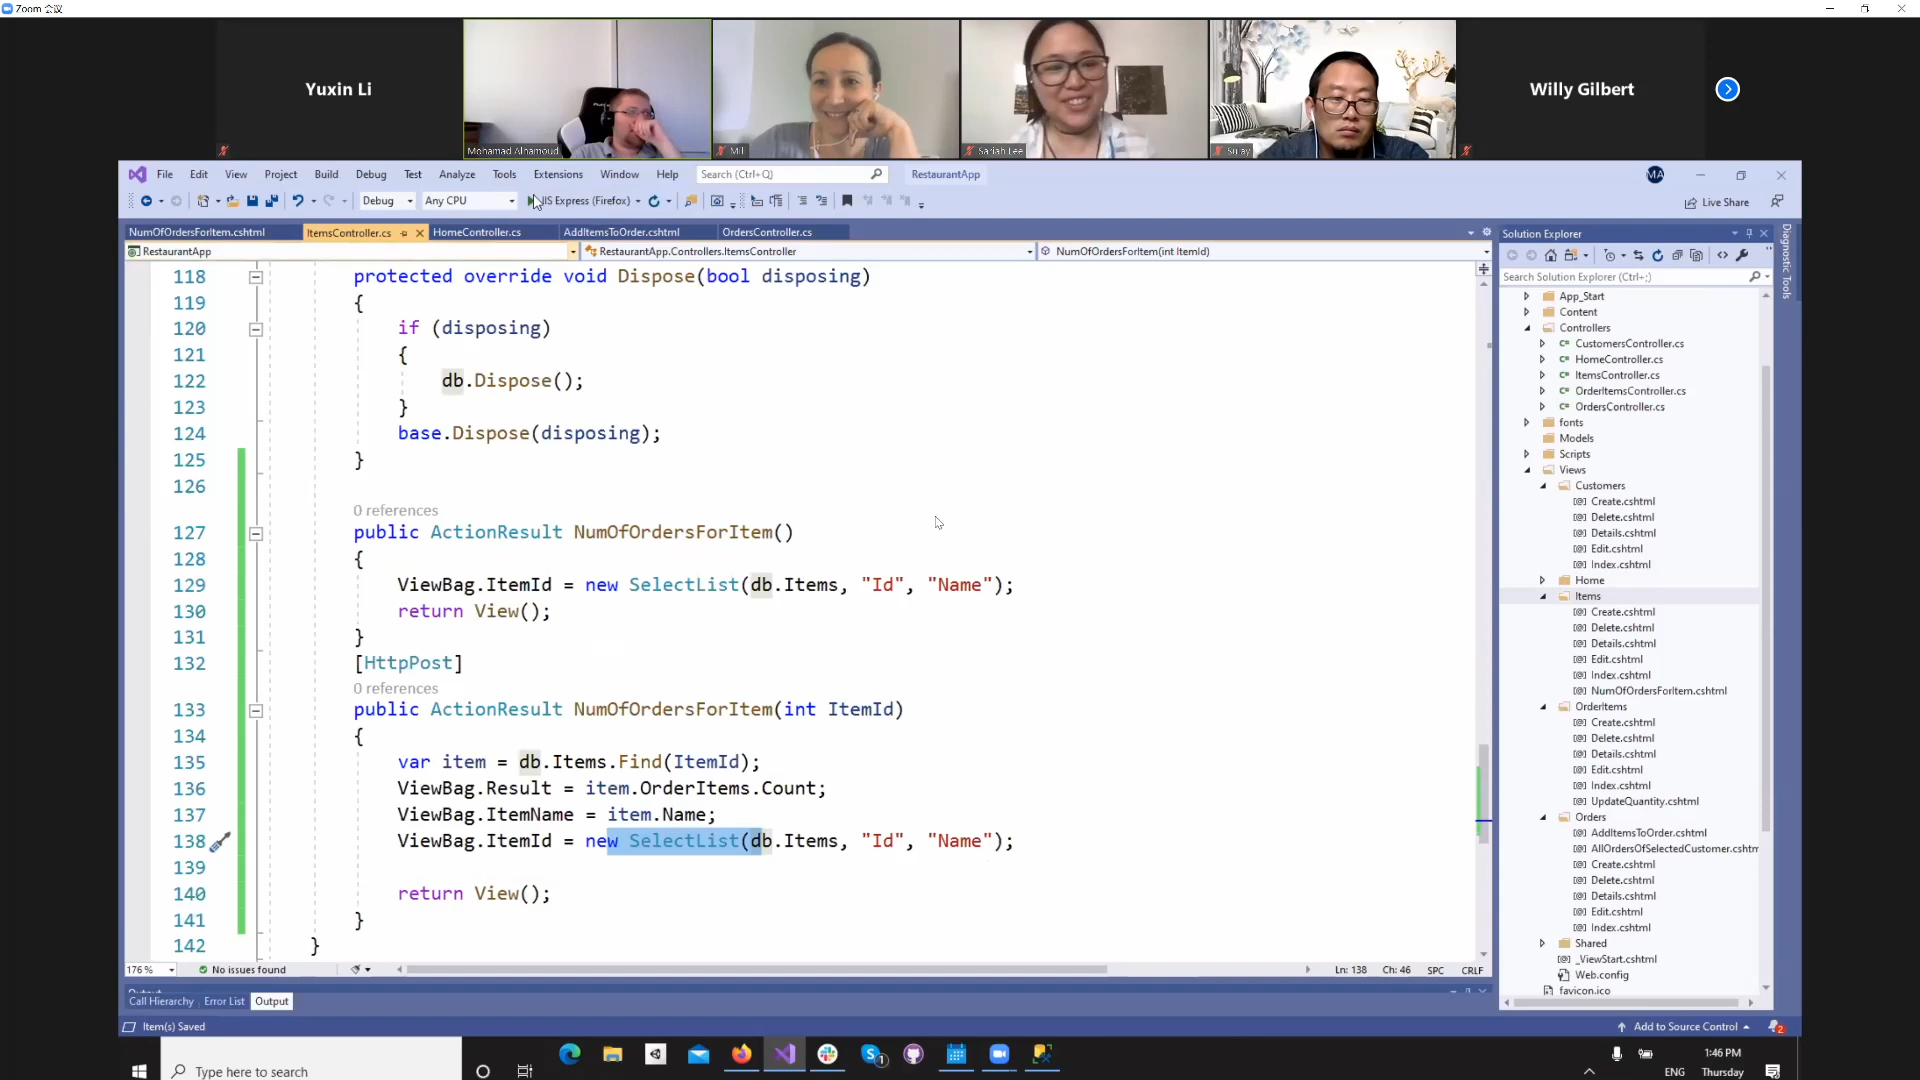 Zoom 会议
Yuxin Li
Mohamad Alhamoud
Mil
Sariah Lee
Su Jay
Willy Gilbert
File Edit View Project Build Debug Test Analyze Tools Extensions Window Help Search (Ctrl+Q) RestaurantApp MA
Debug Any CPU IIS Express (Firefox) Live Share
NumOfOrdersForItem.cshtml ItemsController.cs HomeController.cs AddItemsToOrder.cshtml OrdersController.cs
RestaurantApp RestaurantApp.Controllers.ItemsController NumOfOrdersForItem(int ItemId)
118 protected override void Dispose(bool disposing)
119 {
120 if (disposing)
121 {
122 db.Dispose();
123 }
124 base.Dispose(disposing);
125 }
126
0 references
127 public ActionResult NumOfOrdersForItem()
128 {
129 ViewBag.ItemId = new SelectList(db.Items, "Id", "Name");
130 return View();
131 }
132 [HttpPost]
0 references
133 public ActionResult NumOfOrdersForItem(int ItemId)
134 {
135 var item = db.Items.Find(ItemId);
136 ViewBag.Result = item.OrderItems.Count;
137 ViewBag.ItemName = item.Name;
138 ViewBag.ItemId = new SelectList(db.Items, "Id", "Name");
139
140 return View();
141 }
142 }
176 % No issues found Ln: 138 Ch: 46 SPC CRLF
Output
Call Hierarchy Error List Output
Item(s) Saved Add to Source Control 2
Solution Explorer
Search Solution Explorer (Ctrl+;)
App_Start
Content
Controllers
C# CustomersController.cs
C# HomeController.cs
C# ItemsController.cs
C# OrderItemsController.cs
C# OrdersController.cs
fonts
Models
Scripts
Views
Customers
Create.cshtml
Delete.cshtml
Details.cshtml
Edit.cshtml
Index.cshtml
Home
Items
Create.cshtml
Delete.cshtml
Details.cshtml
Edit.cshtml
Index.cshtml
NumOfOrdersForItem.cshtml
OrderItems
Create.cshtml
Delete.cshtml
Details.cshtml
Edit.cshtml
Index.cshtml
UpdateQuantity.cshtml
Orders
AddItemsToOrder.cshtml
AllOrdersOfSelectedCustomer.cshtm
Create.cshtml
Delete.cshtml
Details.cshtml
Edit.cshtml
Index.cshtml
Shared
_ViewStart.cshtml
Web.config
favicon.ico
Diagnostic Tools
Type here to search
1
ENG
1:46 PM
Thursday